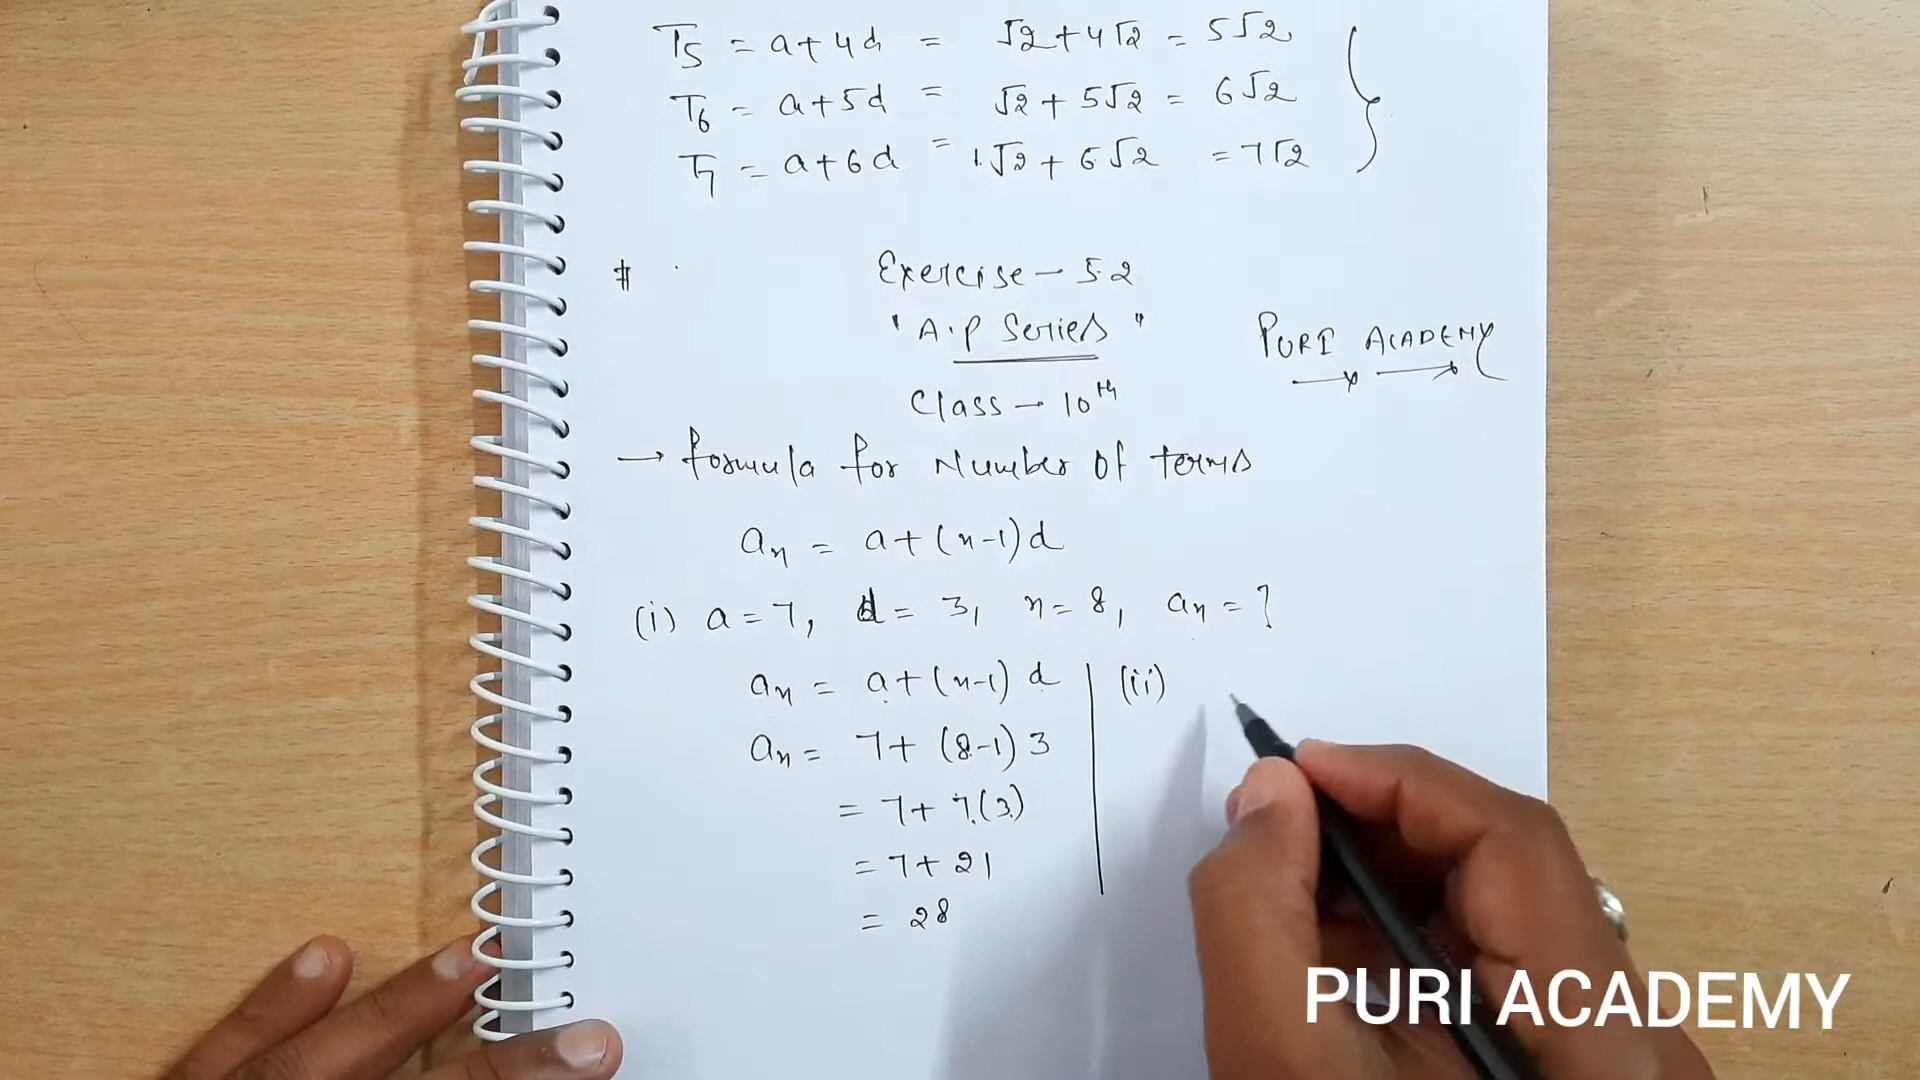 T5 = a+4d = √2+4√2 = 5√2
T6 = a+5d = √2+5√2 = 6√2
T7 = a+6d = 1.√2+6√2 = 7√2
# Exercise – 5.2
"A.P Series"
PURI ACADEMY
Class – 10th
→ formula for Number of terms
an = a+(n-1)d
(i) a=7, d=3, n=8, an=?
an = a+(n-1)d
an = 7+(8-1)3
= 7+7(3)
= 7+21
= 28
(ii)
PURI ACADEMY